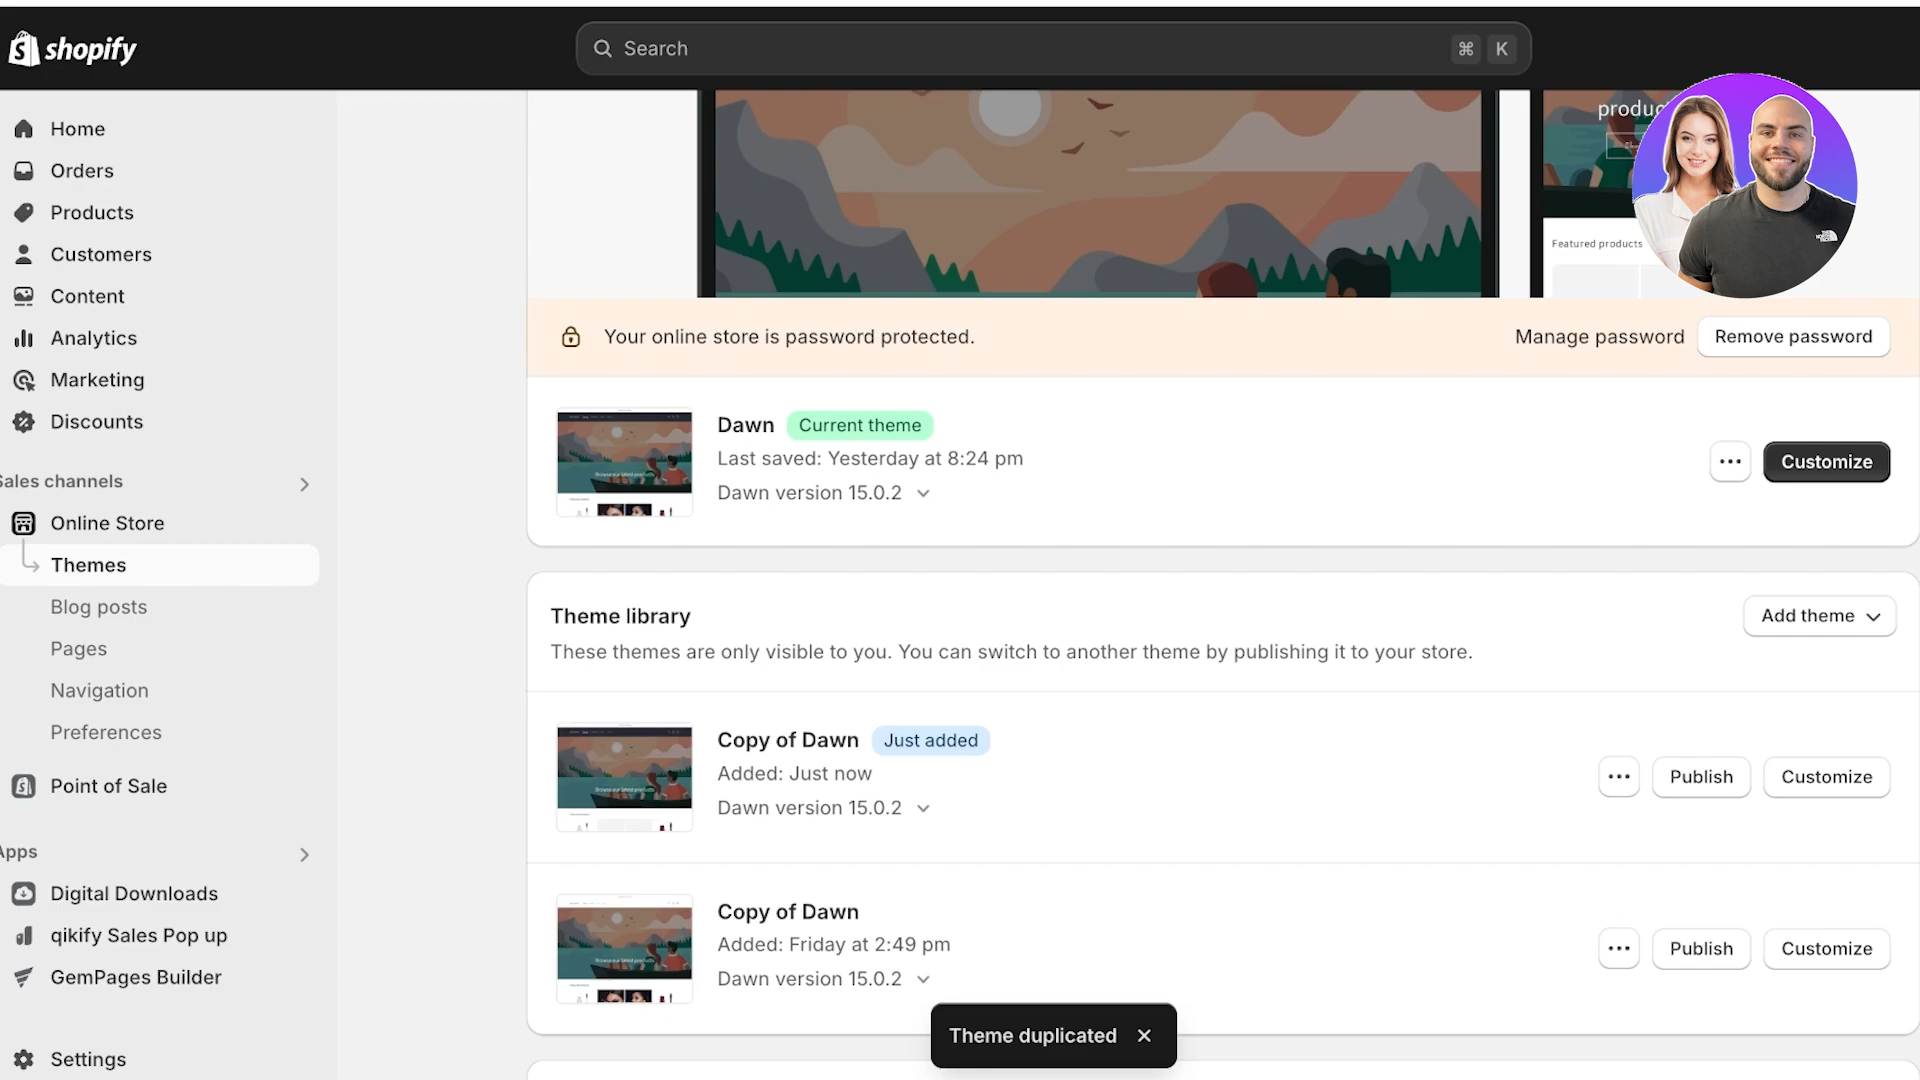 shopify
Search
⌘ K
Home
Orders
Products
Customers
Content
Analytics
Marketing
Discounts
Sales channels
Online Store
Themes
Blog posts
Pages
Navigation
Preferences
Point of Sale
Apps
Digital Downloads
qikify Sales Pop up
GemPages Builder
Settings
Featured products
Your online store is password protected.
Manage password
Remove password
Dawn
Current theme
Last saved: Yesterday at 8:24 pm
Dawn version 15.0.2
Customize
Theme library
Add theme
These themes are only visible to you. You can switch to another theme by publishing it to your store.
Copy of Dawn
Just added
Added: Just now
Dawn version 15.0.2
Publish
Customize
Copy of Dawn
Added: Friday at 2:49 pm
Dawn version 15.0.2
Publish
Customize
Theme duplicated